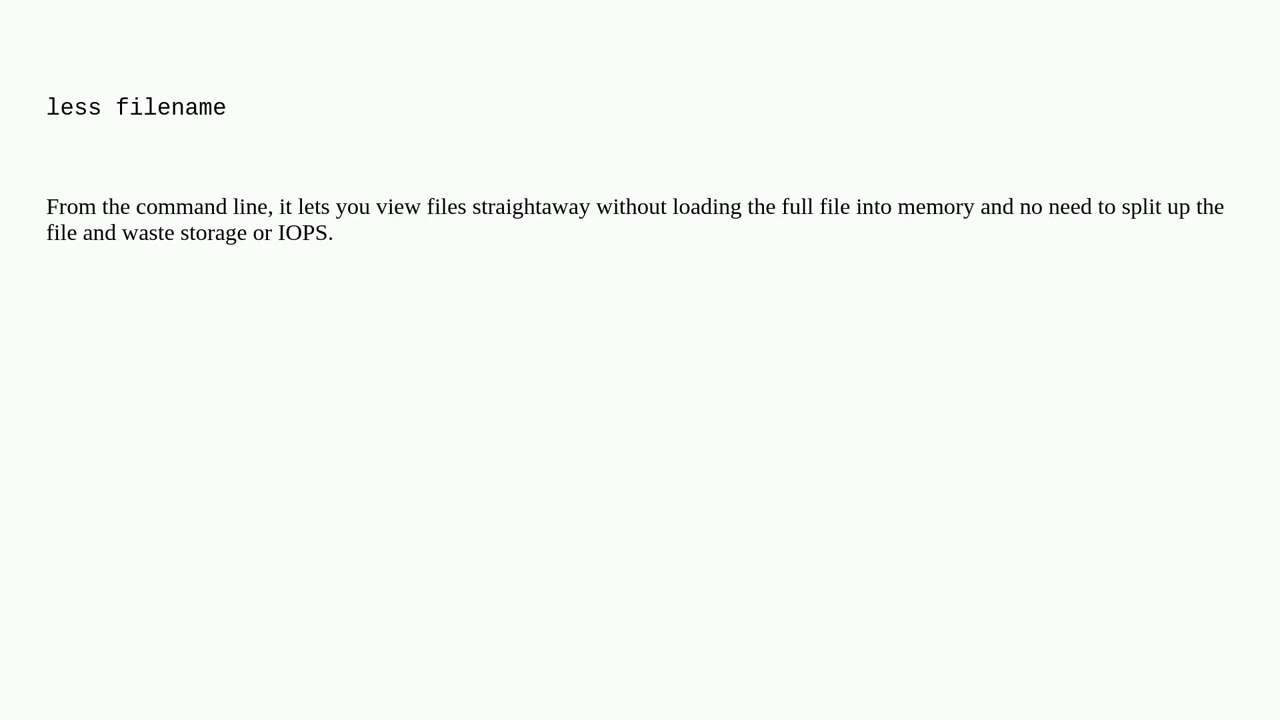 less filename
From the command line, it lets you view files straightaway without loading the full file into memory and no need to split up the
file and waste storage or IOPS.